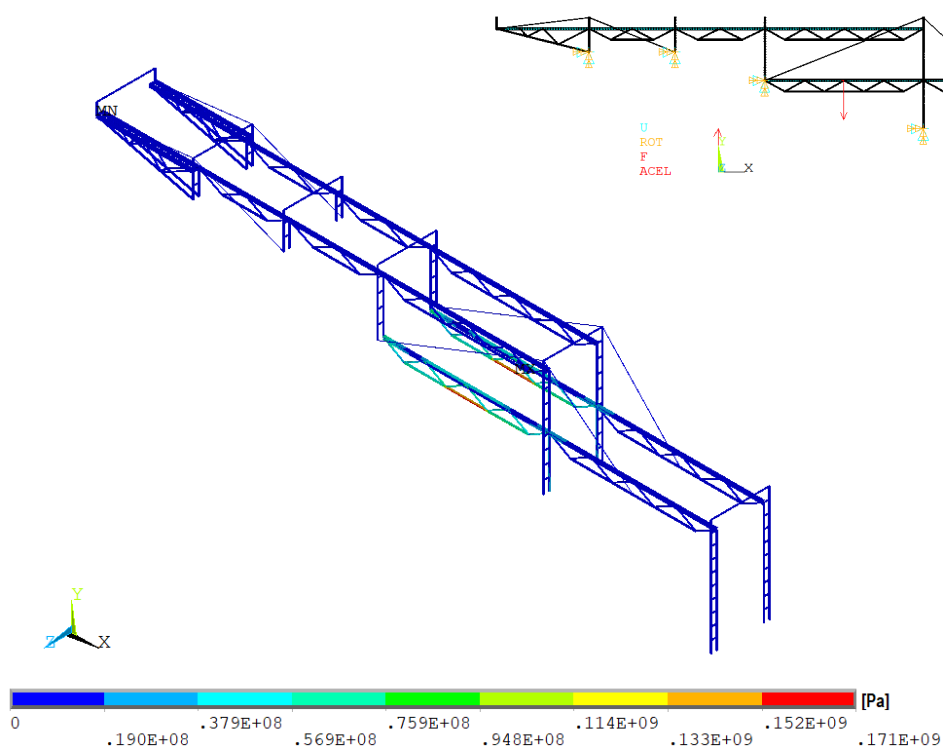 MN
U
ROT
F
ACEL
Y
X
Y
Z X
[Pa]
0 .379E+08 .759E+08 .114E+09 .152E+09
.190E+08 .569E+08 .948E+08 .133E+09 .171E+09